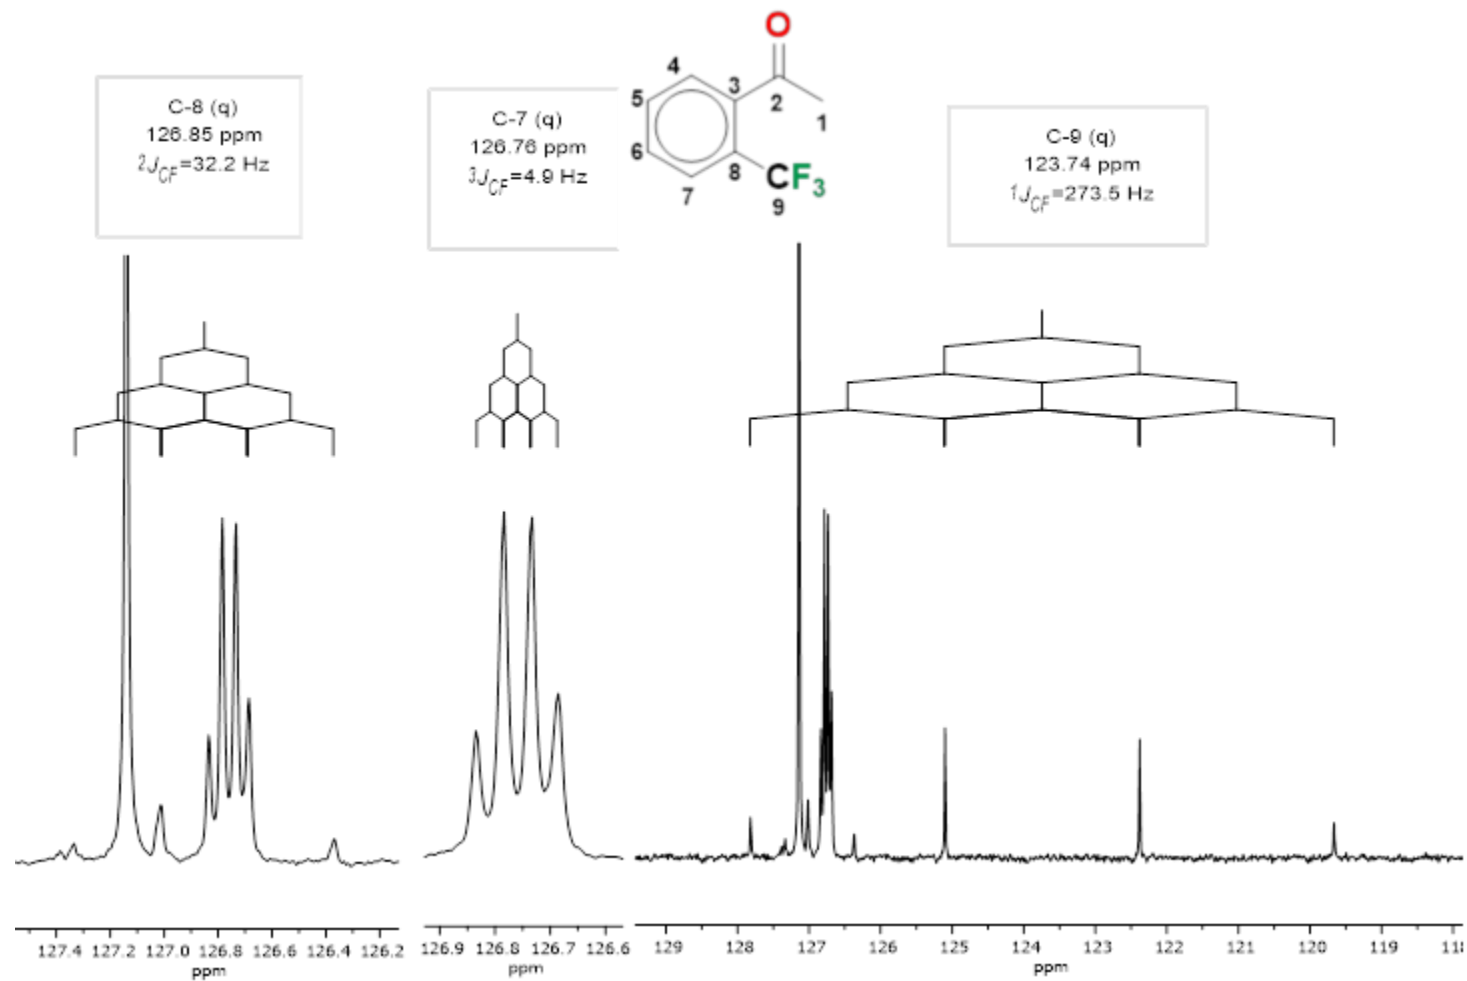 C-8 (q)
126.85 ppm
2JCF=32.2 Hz
C-7 (q)
126.76 ppm
3JCF=4.9 Hz
O
4
3
5
2
1
6
8
7
CF3
9
C-9 (q)
123.74 ppm
1JCF=273.5 Hz
127.4 127.2 127.0 126.8 126.6 126.4 126.2
ppm
126.9 126.8 126.7 126.6
ppm
129 128 127 126 125 124 123 122 121 120 119 118
ppm